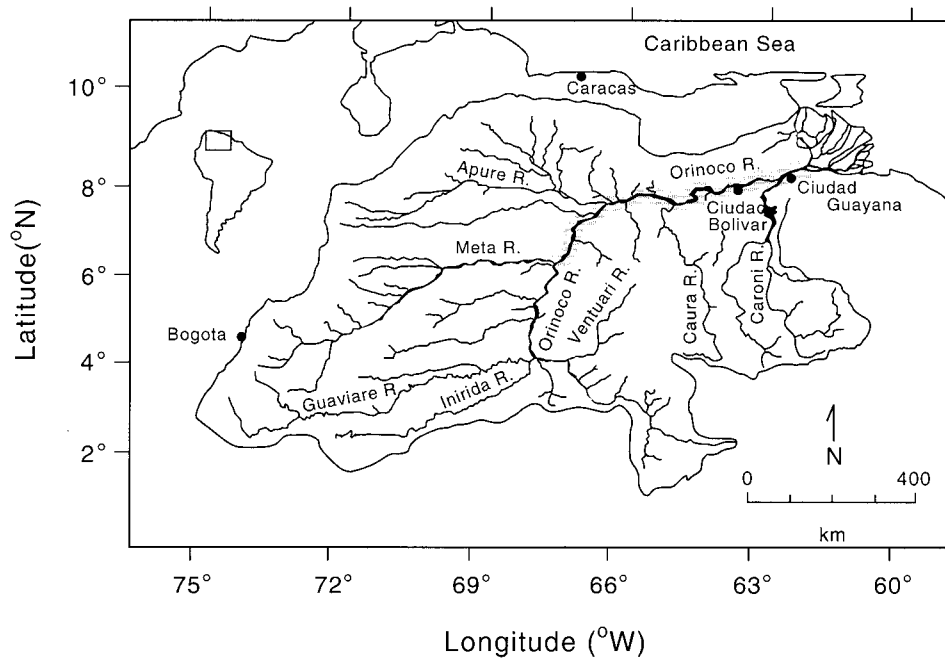 Caribbean Sea
10°
Caracas
Orinoco R.
Apure R.
8°
Ciudad
Guayana
Ciudad
Bolivar
Meta R.
6°
Orinoco R.
Ventuari R.
Caura R.
Caroni R.
Bogota
4°
Guaviare R.
Inirida R.
2°
N
0 400
km
75° 72° 69° 66° 63° 60°
Latitude(°N)
Longitude (°W)